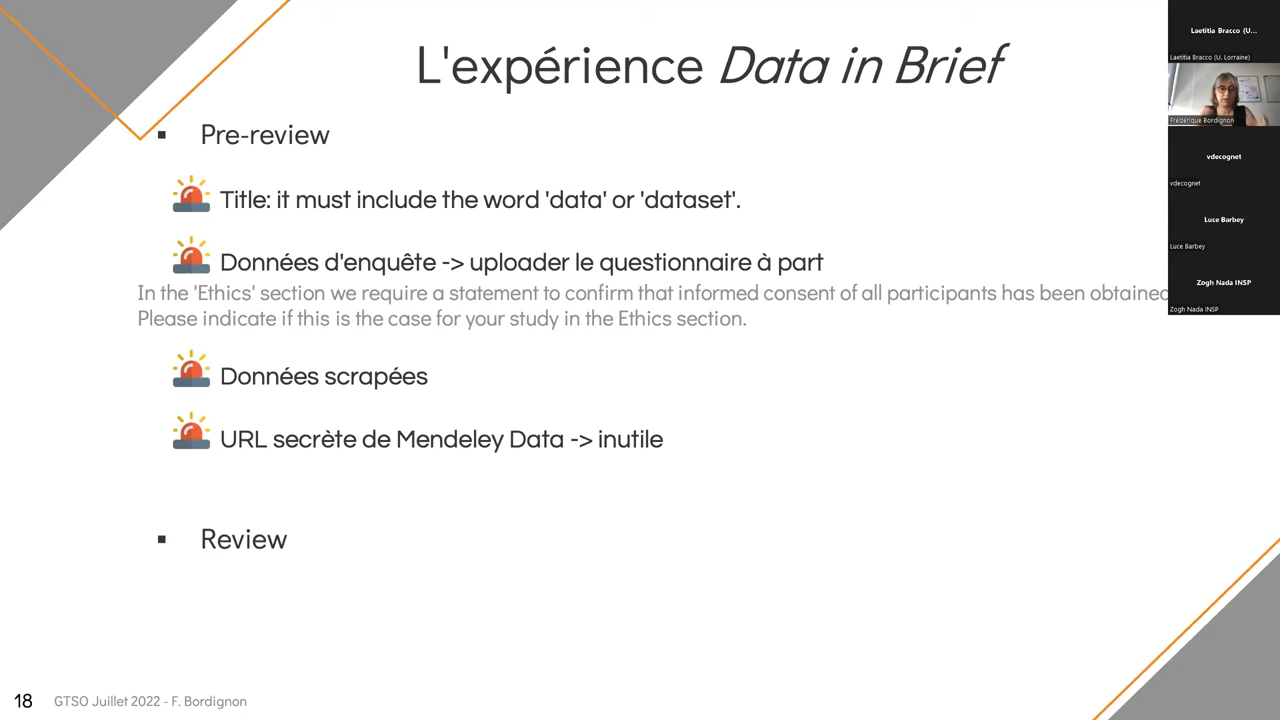 L'expérience Data in Brief
Pre-review
Title: it must include the word 'data' or 'dataset'.
Données d'enquête -> uploader le questionnaire à part
In the 'Ethics' section we require a statement to confirm that informed consent of all participants has been obtained
Please indicate if this is the case for your study in the Ethics section.
Données scrapées
URL secrète de Mendeley Data -> inutile
Review
18 GTSO Juillet 2022 - F. Bordignon
Laetitia Bracco (U...
Laetitia Bracco (U. Lorraine)
Frédérique Bordignon
vdecognet
vdecognet
Luce Barbey
Luce Barbey
Zogh Nada INSP
Zogh Nada INSP